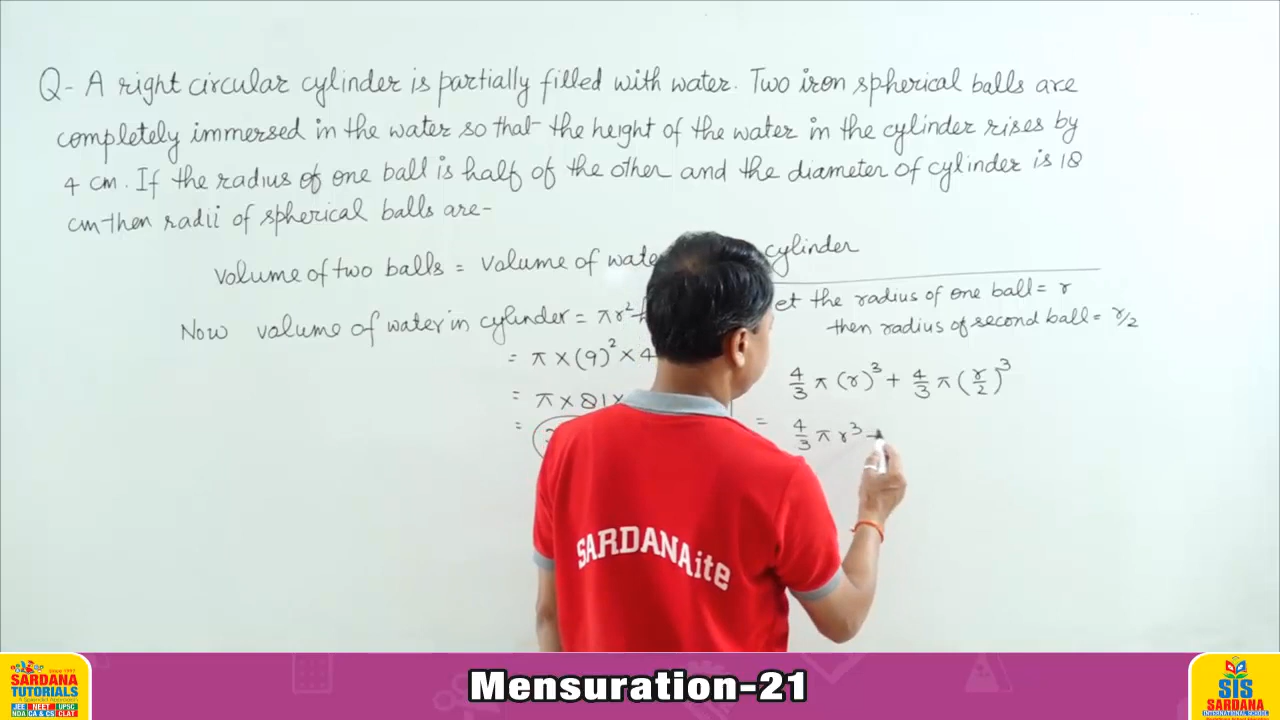 Q- A right circular cylinder is partially filled with water. Two iron spherical balls are
completely immersed in the water so that the height of the water in the cylinder rises by
4 cm. If the radius of one ball is half of the other and the diameter of cylinder is 18
cm then radii of spherical balls are-
volume of two balls = volume of wate cylinder
Now volume of water in cylinder = πr²
et the radius of one ball = r
then radius of second ball = r/2
= π × (9)² × 4
4/3 π (r)³ + 4/3 π (r/2)³
= π × 81 ×
= 4/3 π r³
=
SARDANAite
Since 1992
SARDANA
TUTORIALS
JEE NEET UPSC
NDA CA & CS CLAT
Mensuration-21
SIS
SARDANA
INTERNATIONAL SCHOOL